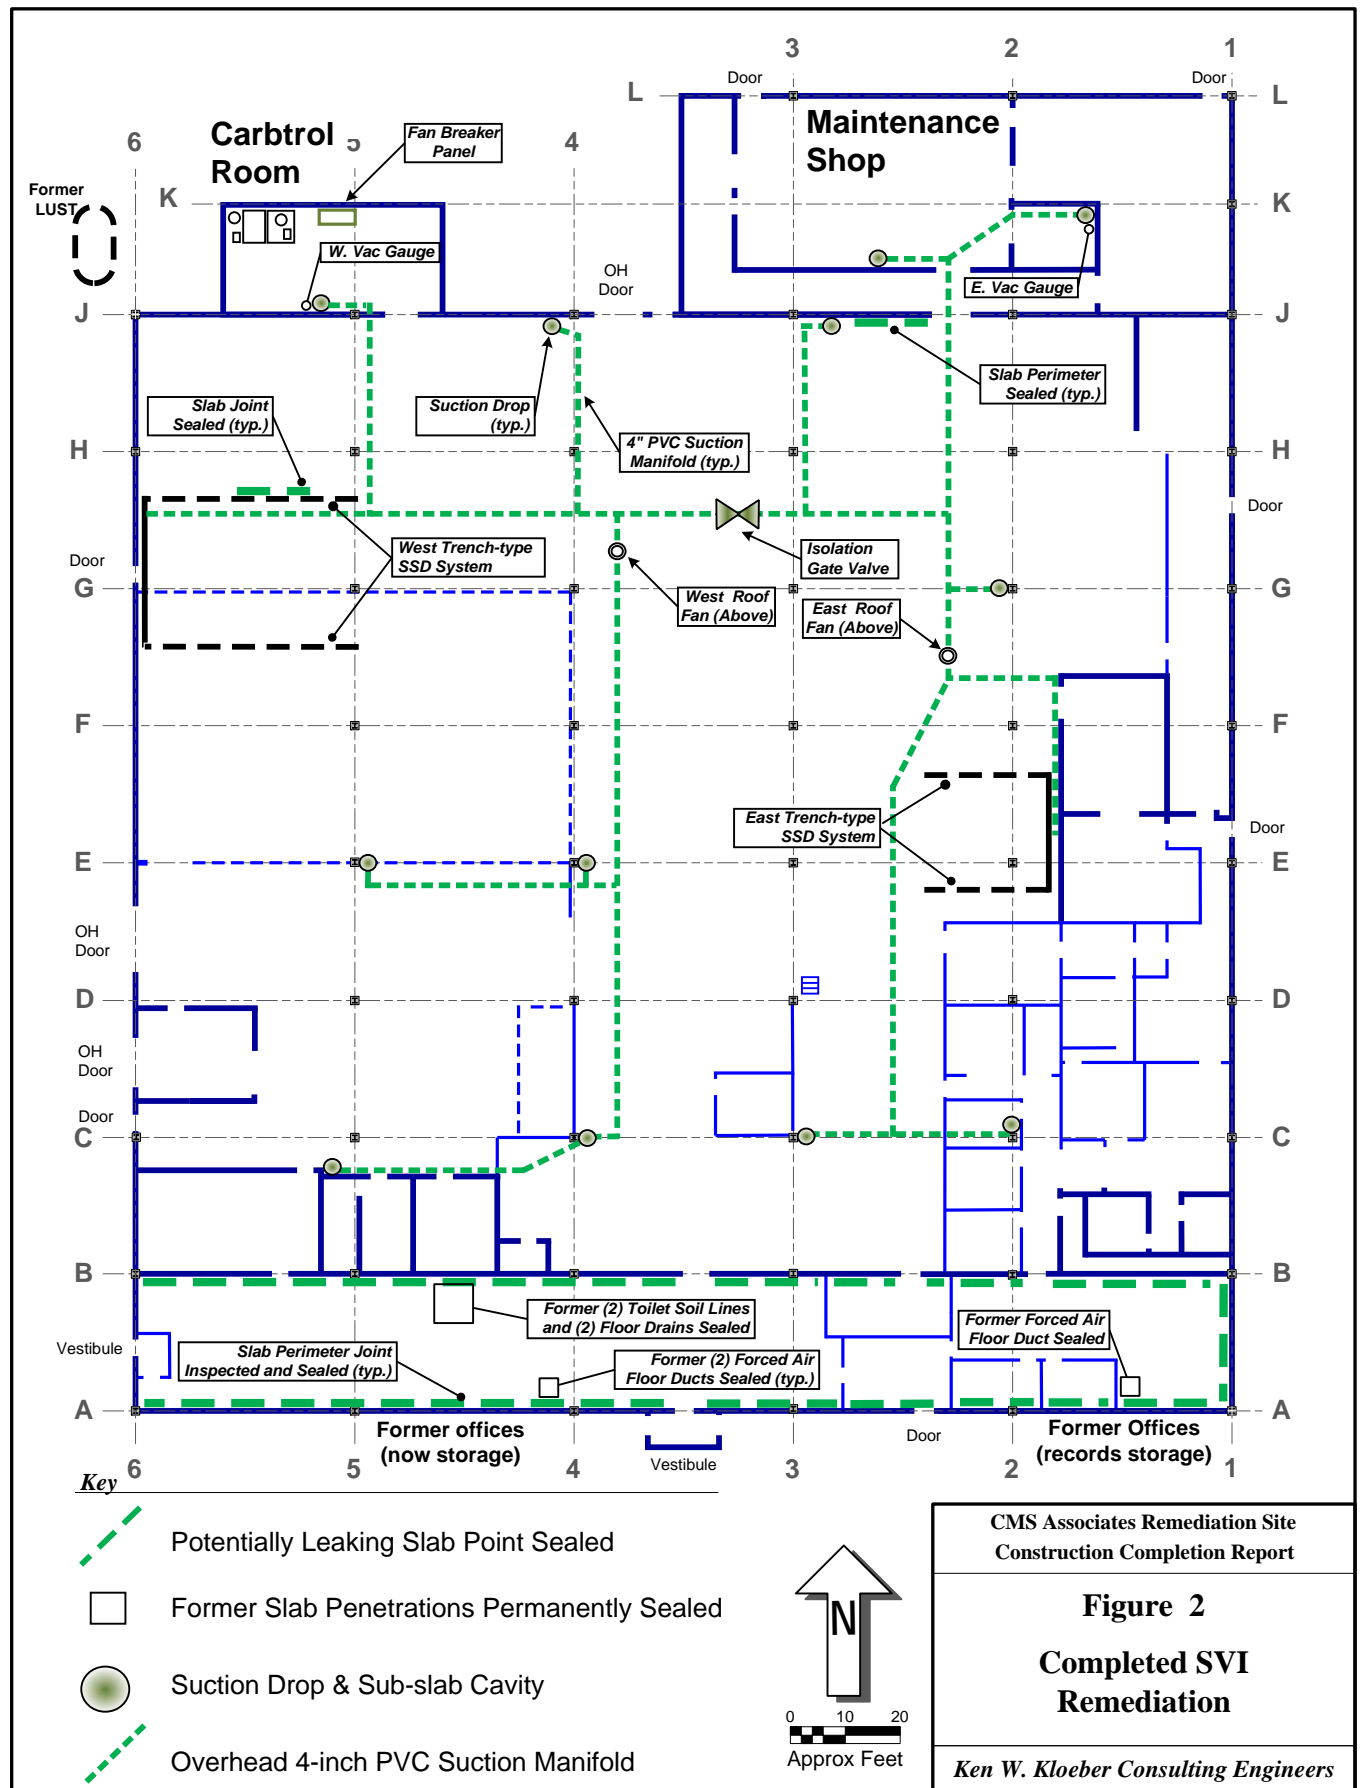 3
2
1
Door
Door
L
L
Carbtrol
Room
Fan Breaker
Panel
Maintenance
Shop
6
5
4
Former
LUST
K
K
W. Vac Gauge
OH
Door
E. Vac Gauge
J
J
Slab Joint
Sealed (typ.)
Suction Drop
(typ.)
Slab Perimeter
Sealed (typ.)
4" PVC Suction
Manifold (typ.)
H
H
Door
Door
West Trench-type
SSD System
Isolation
Gate Valve
G
G
West Roof
Fan (Above)
East Roof
Fan (Above)
F
F
East Trench-type
SSD System
Door
E
E
OH
Door
D
D
OH
Door
Door
C
C
B
B
Former (2) Toilet Soil Lines
and (2) Floor Drains Sealed
Former Forced Air
Floor Duct Sealed
Vestibule
Slab Perimeter Joint
Inspected and Sealed (typ.)
Former (2) Forced Air
Floor Ducts Sealed (typ.)
A
A
Former offices
(now storage)
Door
Former Offices
(records storage)
Vestibule
6
5
4
3
2
1
Key
Potentially Leaking Slab Point Sealed
Former Slab Penetrations Permanently Sealed
Suction Drop & Sub-slab Cavity
Overhead 4-inch PVC Suction Manifold
N
0 10 20
Approx Feet
CMS Associates Remediation Site
Construction Completion Report
Figure 2
Completed SVI
Remediation
Ken W. Kloeber Consulting Engineers